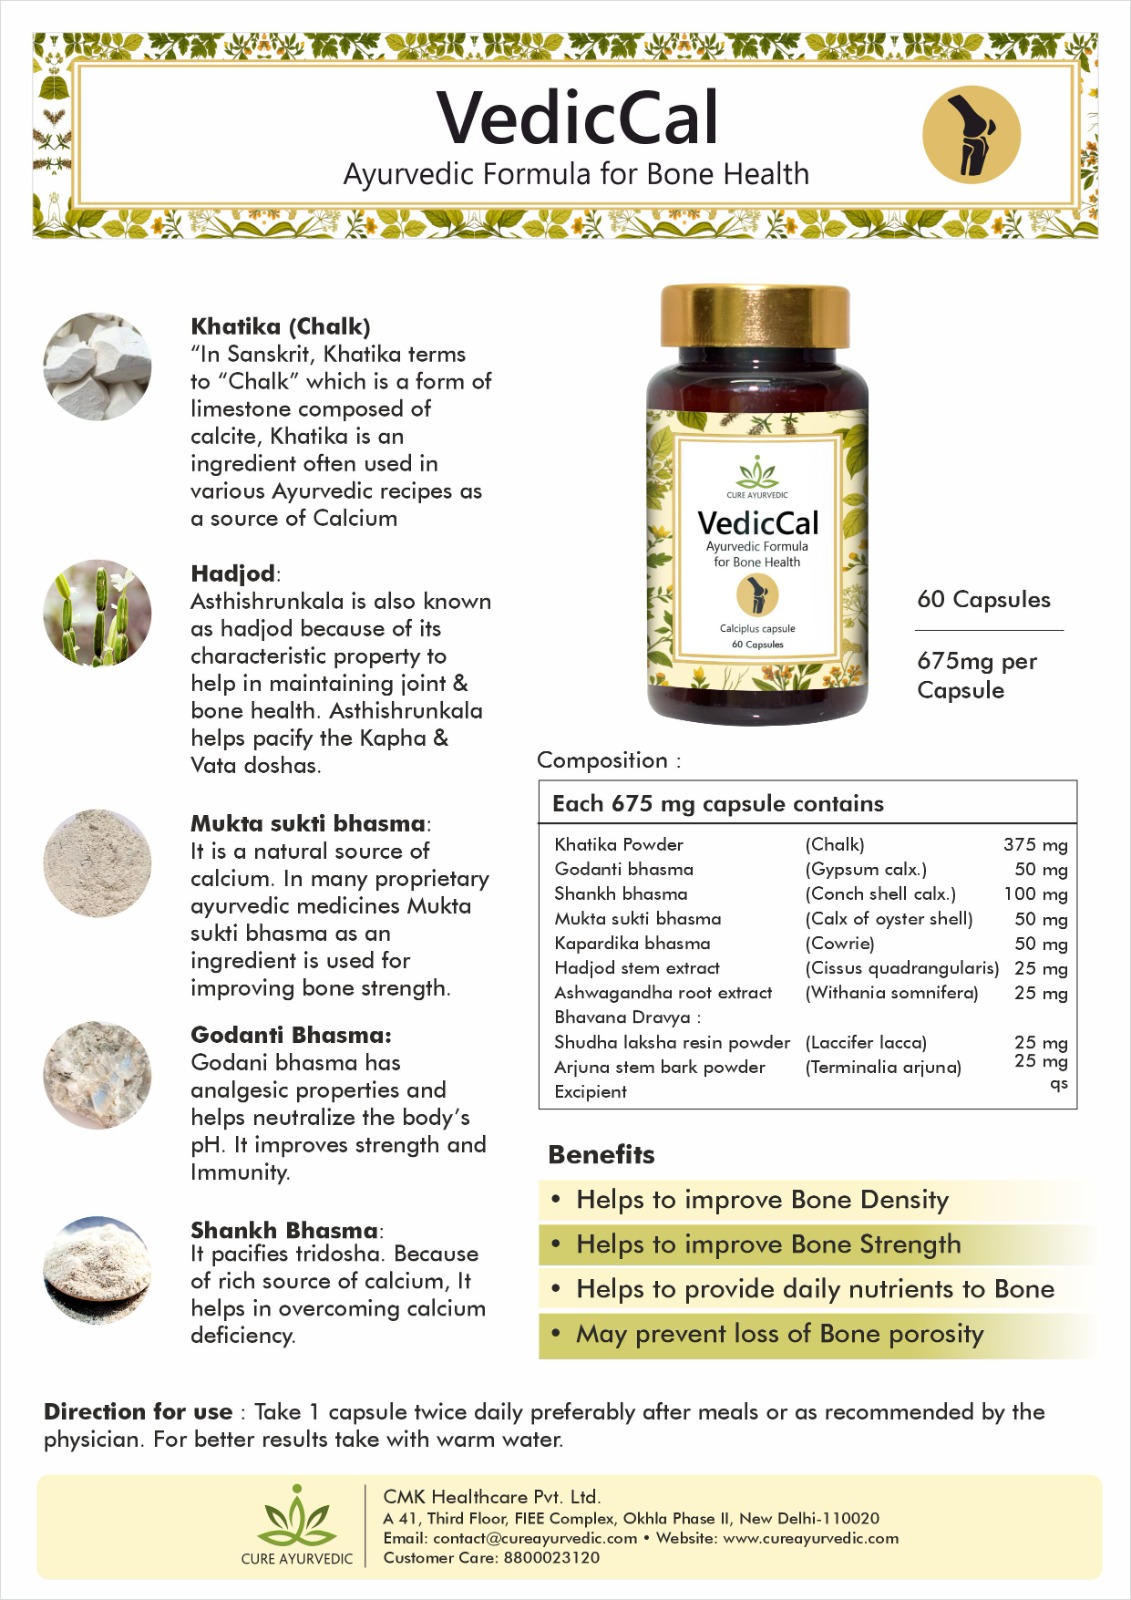 VedicCal
Ayurvedic Formula for Bone Health
Khatika (Chalk)
“In Sanskrit, Khatika terms
to “Chalk” which is a form of
limestone composed of
calcite, Khatika is an
ingredient often used in
various Ayurvedic recipes as
a source of Calcium
Hadjod:
Asthishrunkala is also known
as hadjod because of its
characteristic property to
help in maintaining joint &
bone health. Asthishrunkala
helps pacify the Kapha &
Vata doshas.
Mukta sukti bhasma:
It is a natural source of
calcium. In many proprietary
ayurvedic medicines Mukta
sukti bhasma as an
ingredient is used for
improving bone strength.
Godanti Bhasma:
Godani bhasma has
analgesic properties and
helps neutralize the body’s
pH. It improves strength and
Immunity.
Shankh Bhasma:
It pacifies tridosha. Because
of rich source of calcium, It
helps in overcoming calcium
deficiency.
CURE AYURVEDIC
VedicCal
Ayurvedic Formula
for Bone Health
Calciplus capsule
60 Capsules
60 Capsules
675mg per
Capsule
Composition :
Each 675 mg capsule contains
Khatika Powder (Chalk) 375 mg
Godanti bhasma (Gypsum calx.) 50 mg
Shankh bhasma (Conch shell calx.) 100 mg
Mukta sukti bhasma (Calx of oyster shell) 50 mg
Kapardika bhasma (Cowrie) 50 mg
Hadjod stem extract (Cissus quadrangularis) 25 mg
Ashwagandha root extract (Withania somnifera) 25 mg
Bhavana Dravya :
Shudha laksha resin powder (Laccifer lacca) 25 mg
Arjuna stem bark powder (Terminalia arjuna) 25 mg
Excipient qs
Benefits
• Helps to improve Bone Density
• Helps to improve Bone Strength
• Helps to provide daily nutrients to Bone
• May prevent loss of Bone porosity
Direction for use : Take 1 capsule twice daily preferably after meals or as recommended by the
physician. For better results take with warm water.
CURE AYURVEDIC
CMK Healthcare Pvt. Ltd.
A 41, Third Floor, FIEE Complex, Okhla Phase II, New Delhi-110020
Email: contact@cureayurvedic.com • Website: www.cureayurvedic.com
Customer Care: 8800023120